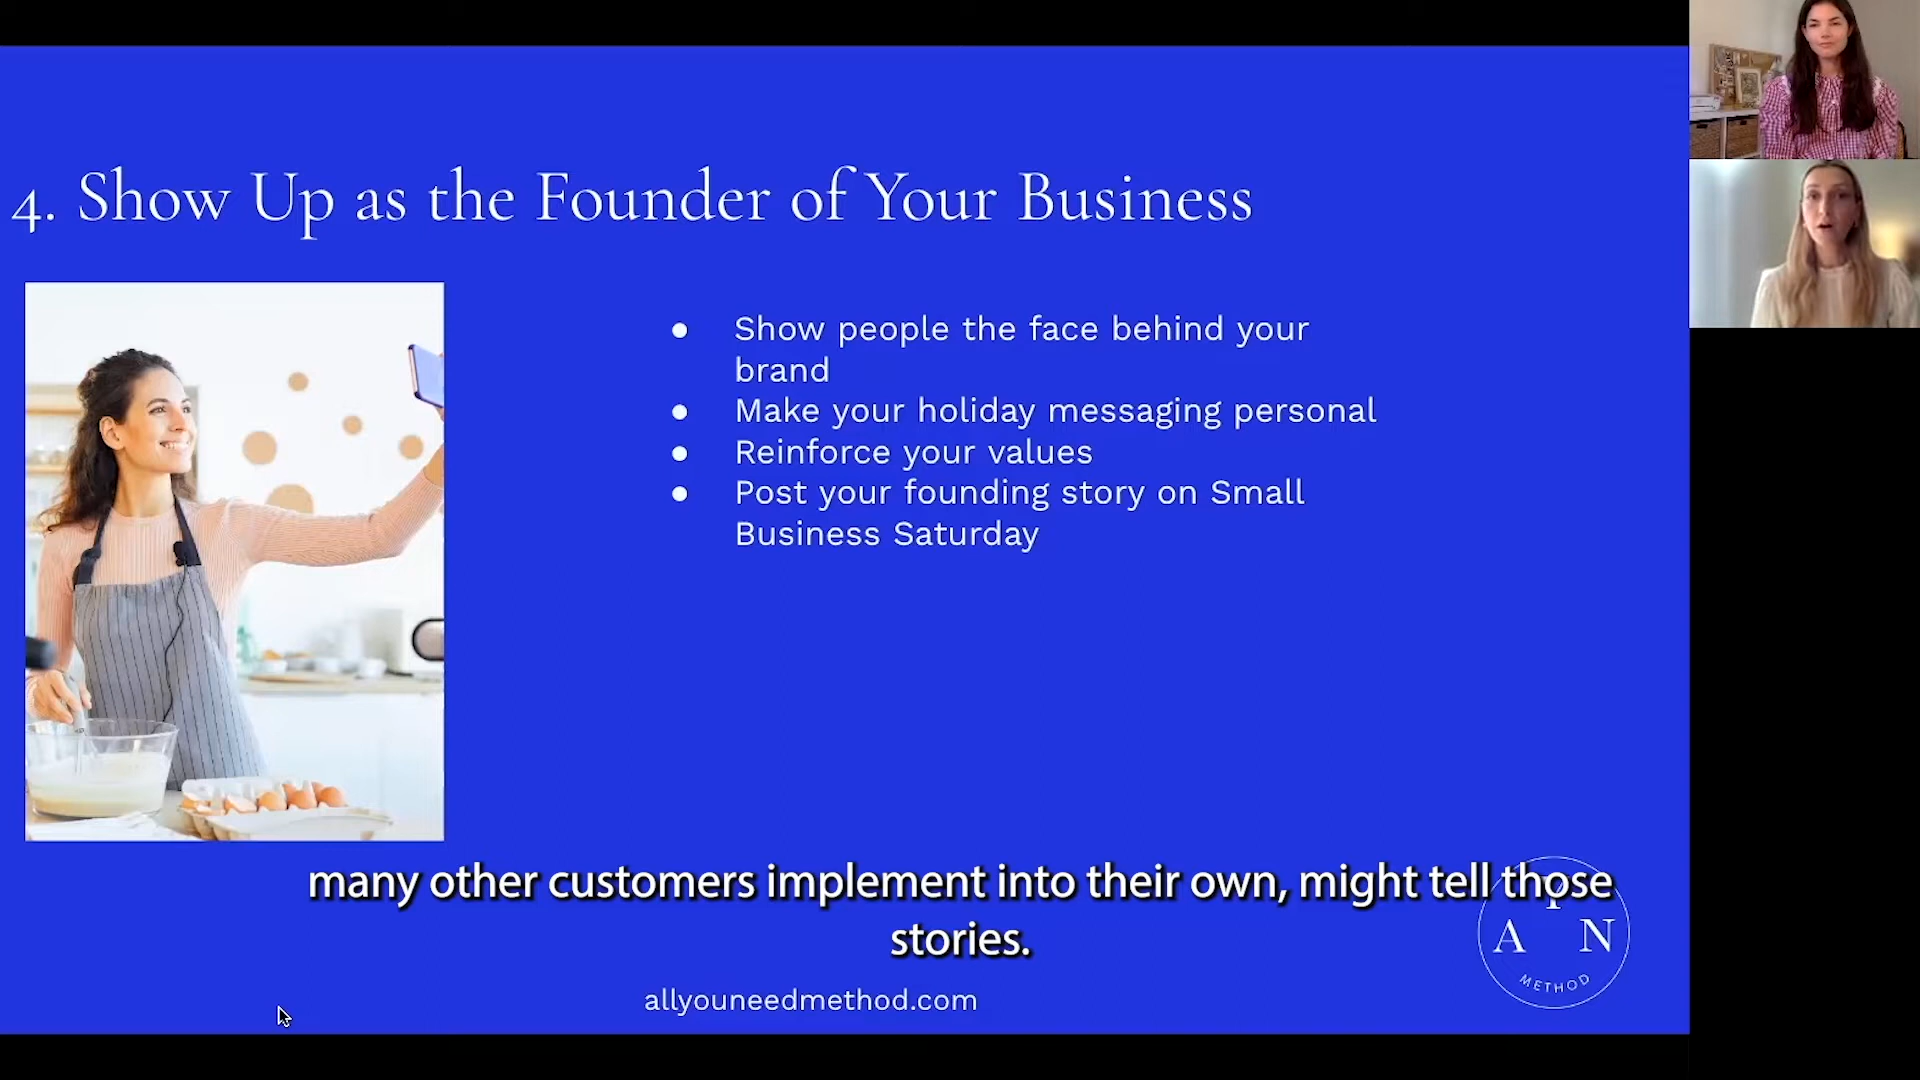 4. Show Up as the Founder of Your Business
● Show people the face behind your
brand
● Make your holiday messaging personal
● Reinforce your values
● Post your founding story on Small
Business Saturday
many other customers implement into their own, might tell those
stories.
Y
A N
METHOD
allyouneedmethod.com